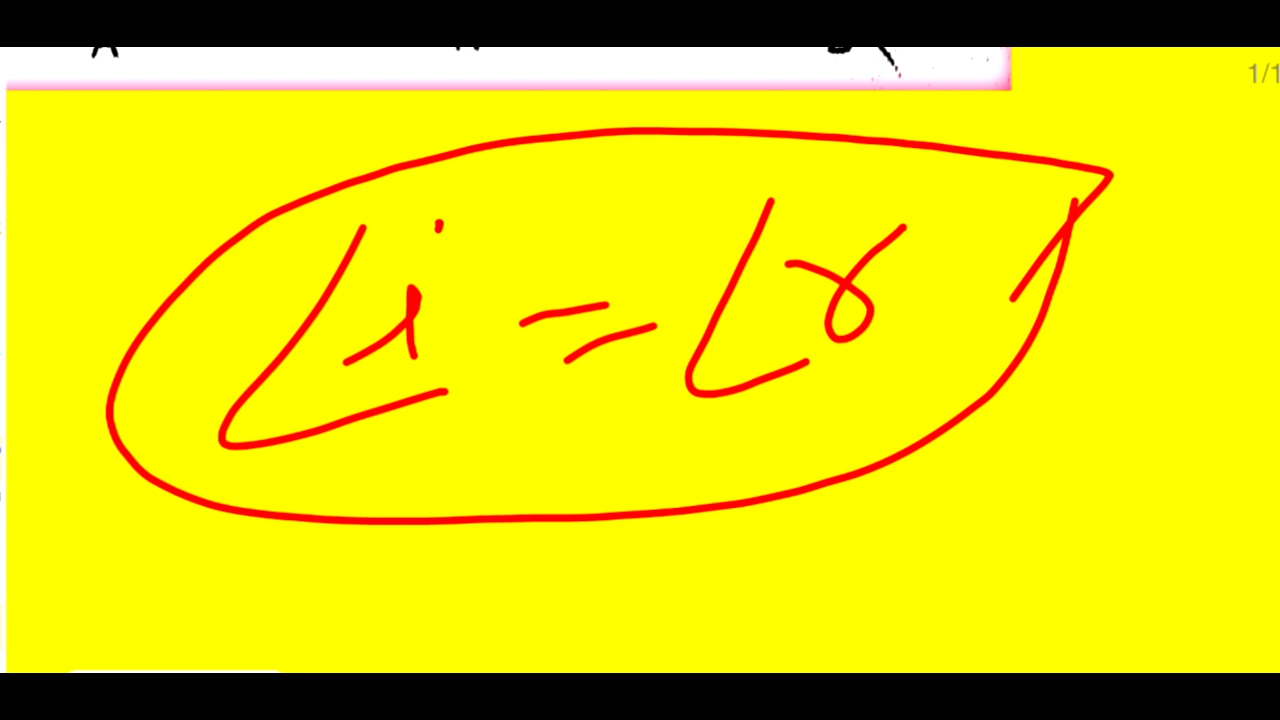 1/1
∠i = ∠r